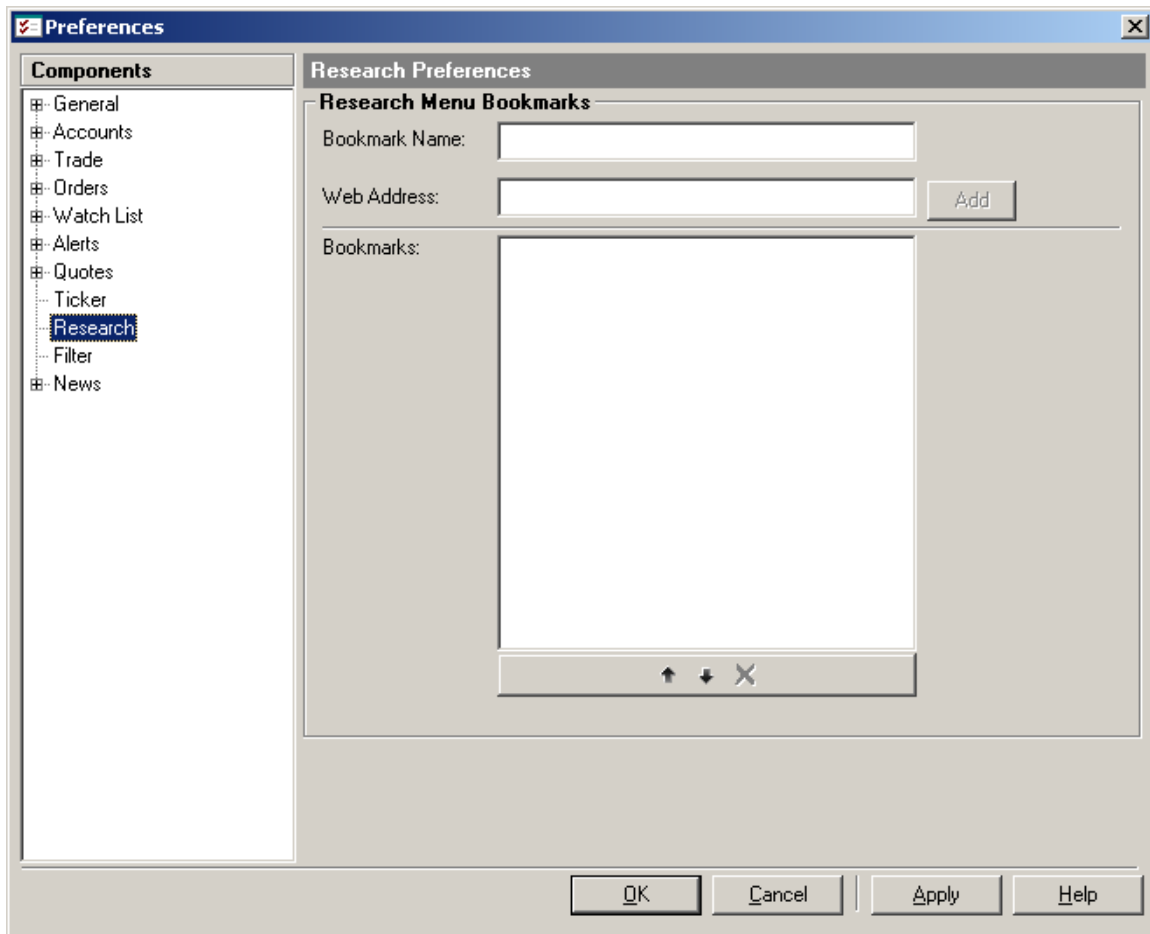 Preferences
Components
General
Accounts
Trade
Orders
Watch List
Alerts
Quotes
Ticker
Research
Filter
News
Research Preferences
Research Menu Bookmarks
Bookmark Name:
Web Address:
Add
Bookmarks:
OK
Cancel
Apply
Help